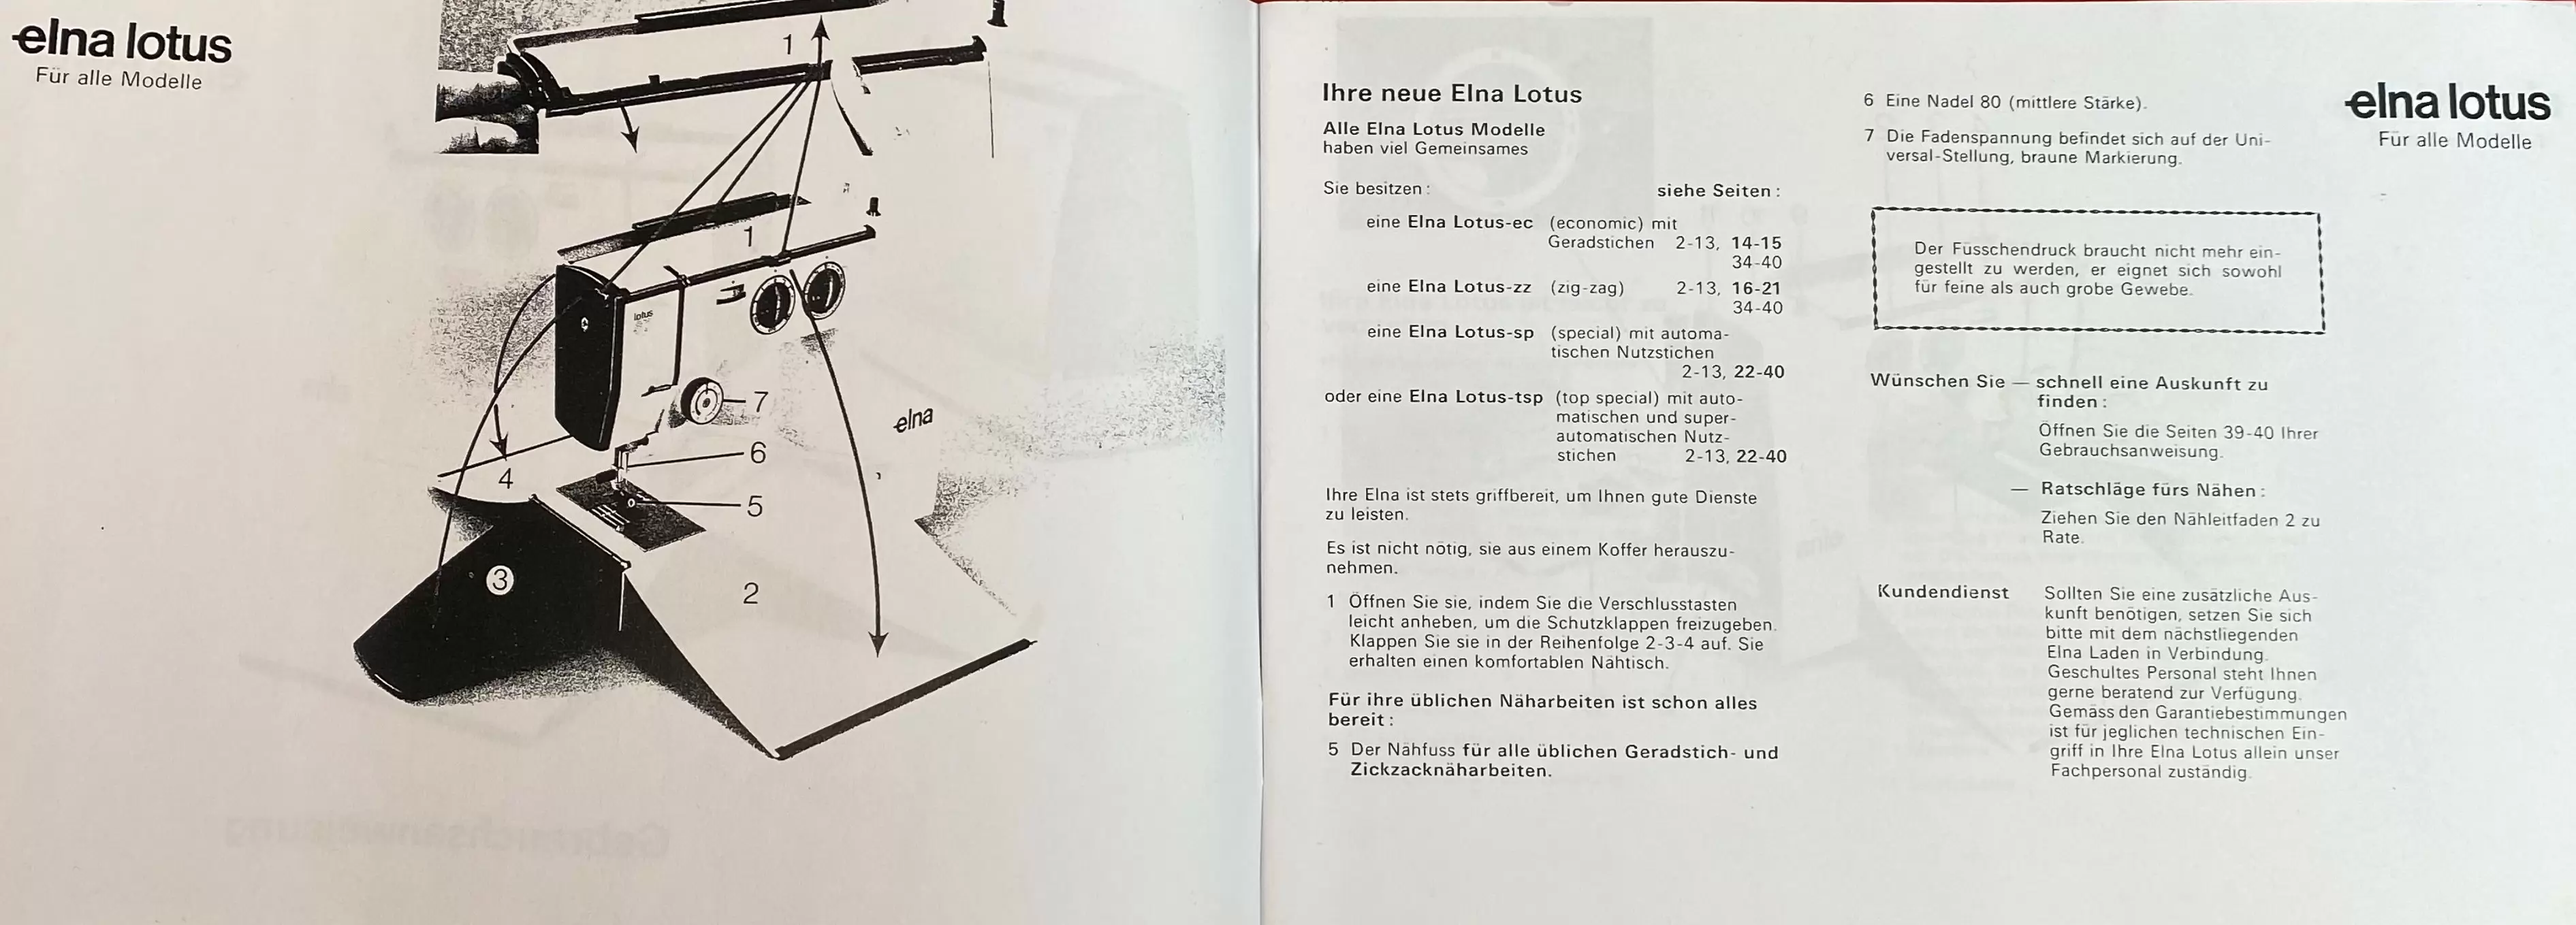 elna lotus
Für alle Modelle
1
1
lotus
7
elna
6
4
5
3
2
Ihre neue Elna Lotus
Alle Elna Lotus Modelle
haben viel Gemeinsames
Sie besitzen: siehe Seiten:
eine Elna Lotus-ec (economic) mit
Geradstichen 2-13, 14-15
34-40
eine Elna Lotus-zz (zig-zag) 2-13, 16-21
34-40
eine Elna Lotus-sp (special) mit automa-
tischen Nutzstichen
2-13, 22-40
oder eine Elna Lotus-tsp (top special) mit auto-
matischen und super-
automatischen Nutz-
stichen 2-13, 22-40
Ihre Elna ist stets griffbereit, um Ihnen gute Dienste
zu leisten.
Es ist nicht nötig, sie aus einem Koffer herauszu-
nehmen.
1 Öffnen Sie sie, indem Sie die Verschlusstasten
leicht anheben, um die Schutzklappen freizugeben.
Klappen Sie sie in der Reihenfolge 2-3-4 auf. Sie
erhalten einen komfortablen Nähtisch.
Für ihre üblichen Näharbeiten ist schon alles
bereit:
5 Der Nähfuss für alle üblichen Geradstich- und
Zickzacknäharbeiten.
6 Eine Nadel 80 (mittlere Stärke).
7 Die Fadenspannung befindet sich auf der Uni-
versal-Stellung, braune Markierung.
Der Füsschendruck braucht nicht mehr ein-
gestellt zu werden, er eignet sich sowohl
für feine als auch grobe Gewebe.
Wünschen Sie — schnell eine Auskunft zu
finden:
Öffnen Sie die Seiten 39-40 Ihrer
Gebrauchsanweisung.
— Ratschläge fürs Nähen:
Ziehen Sie den Nähleitfaden 2 zu
Rate.
Kundendienst Sollten Sie eine zusätzliche Aus-
kunft benötigen, setzen Sie sich
bitte mit dem nächstliegenden
Elna Laden in Verbindung.
Geschultes Personal steht Ihnen
gerne beratend zur Verfügung.
Gemäss den Garantiebestimmungen
ist für jeglichen technischen Ein-
griff in Ihre Elna Lotus allein unser
Fachpersonal zuständig.
elna lotus
Für alle Modelle